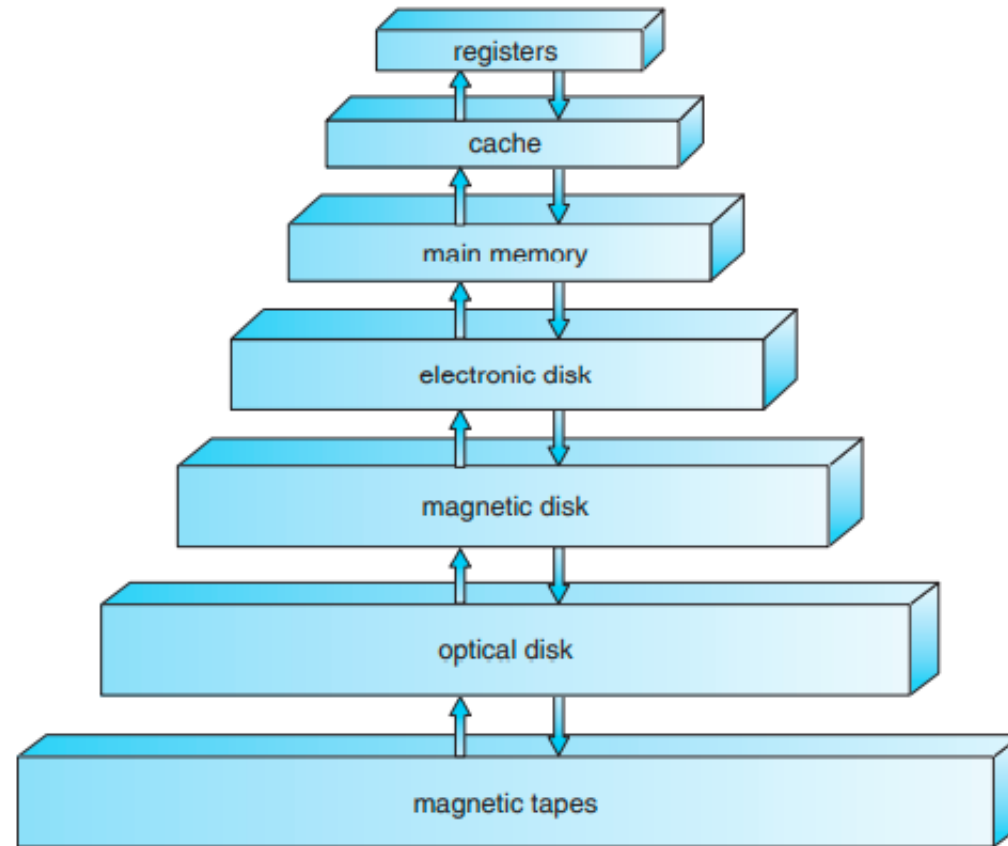 registers
cache
main memory
electronic disk
magnetic disk
optical disk
magnetic tapes